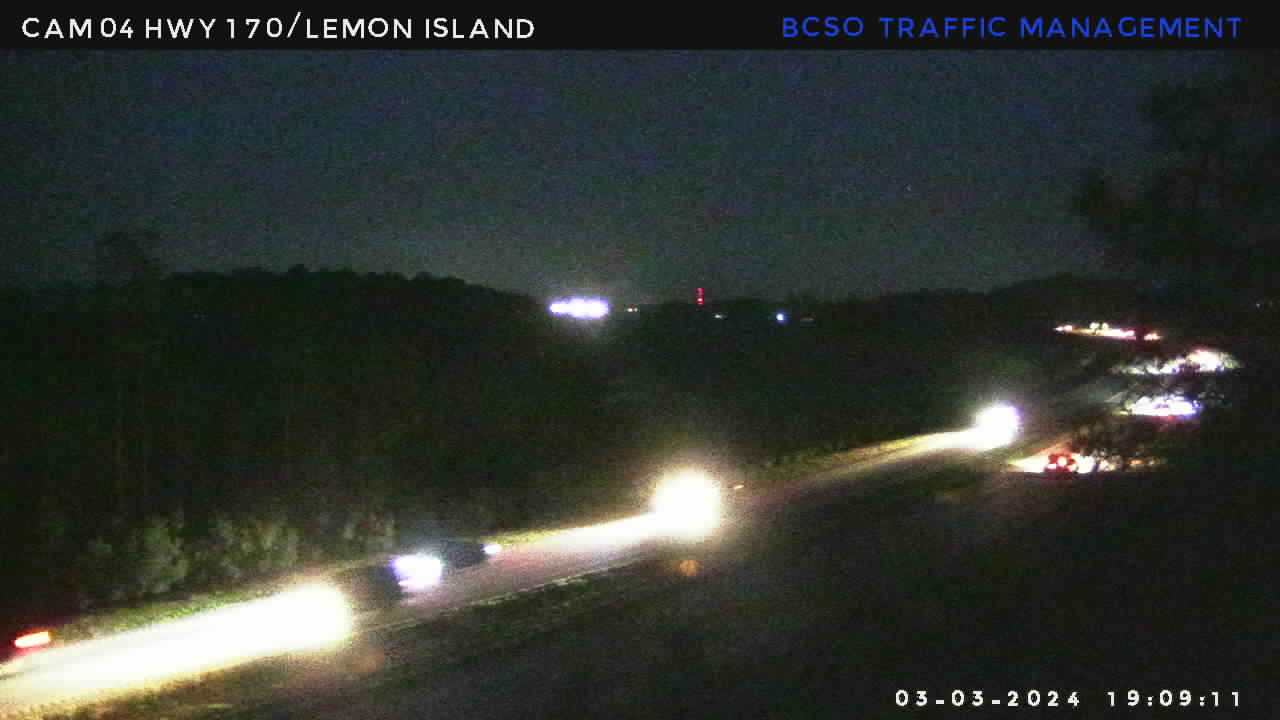 CAM04 HWY 170/LEMON ISLAND BCSO TRAFFIC MANAGEMENT
03-03-2024 19:09:11